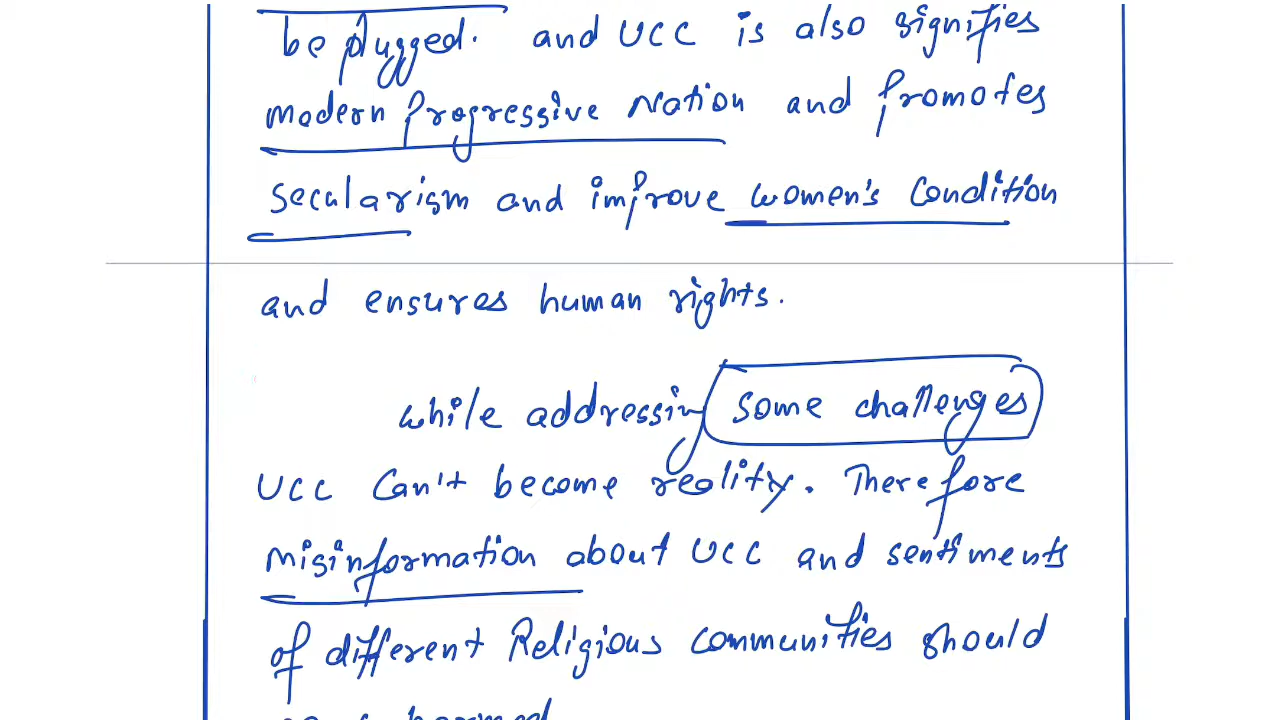 be plugged. and UCC is also signifies
modern progressive Nation and promotes
secularism and improve women's condition
and ensures human rights.
while addressing some challenges
UCC Can't become reality. Therefore
misinformation about UCC and sentiments
of different Religious communities should